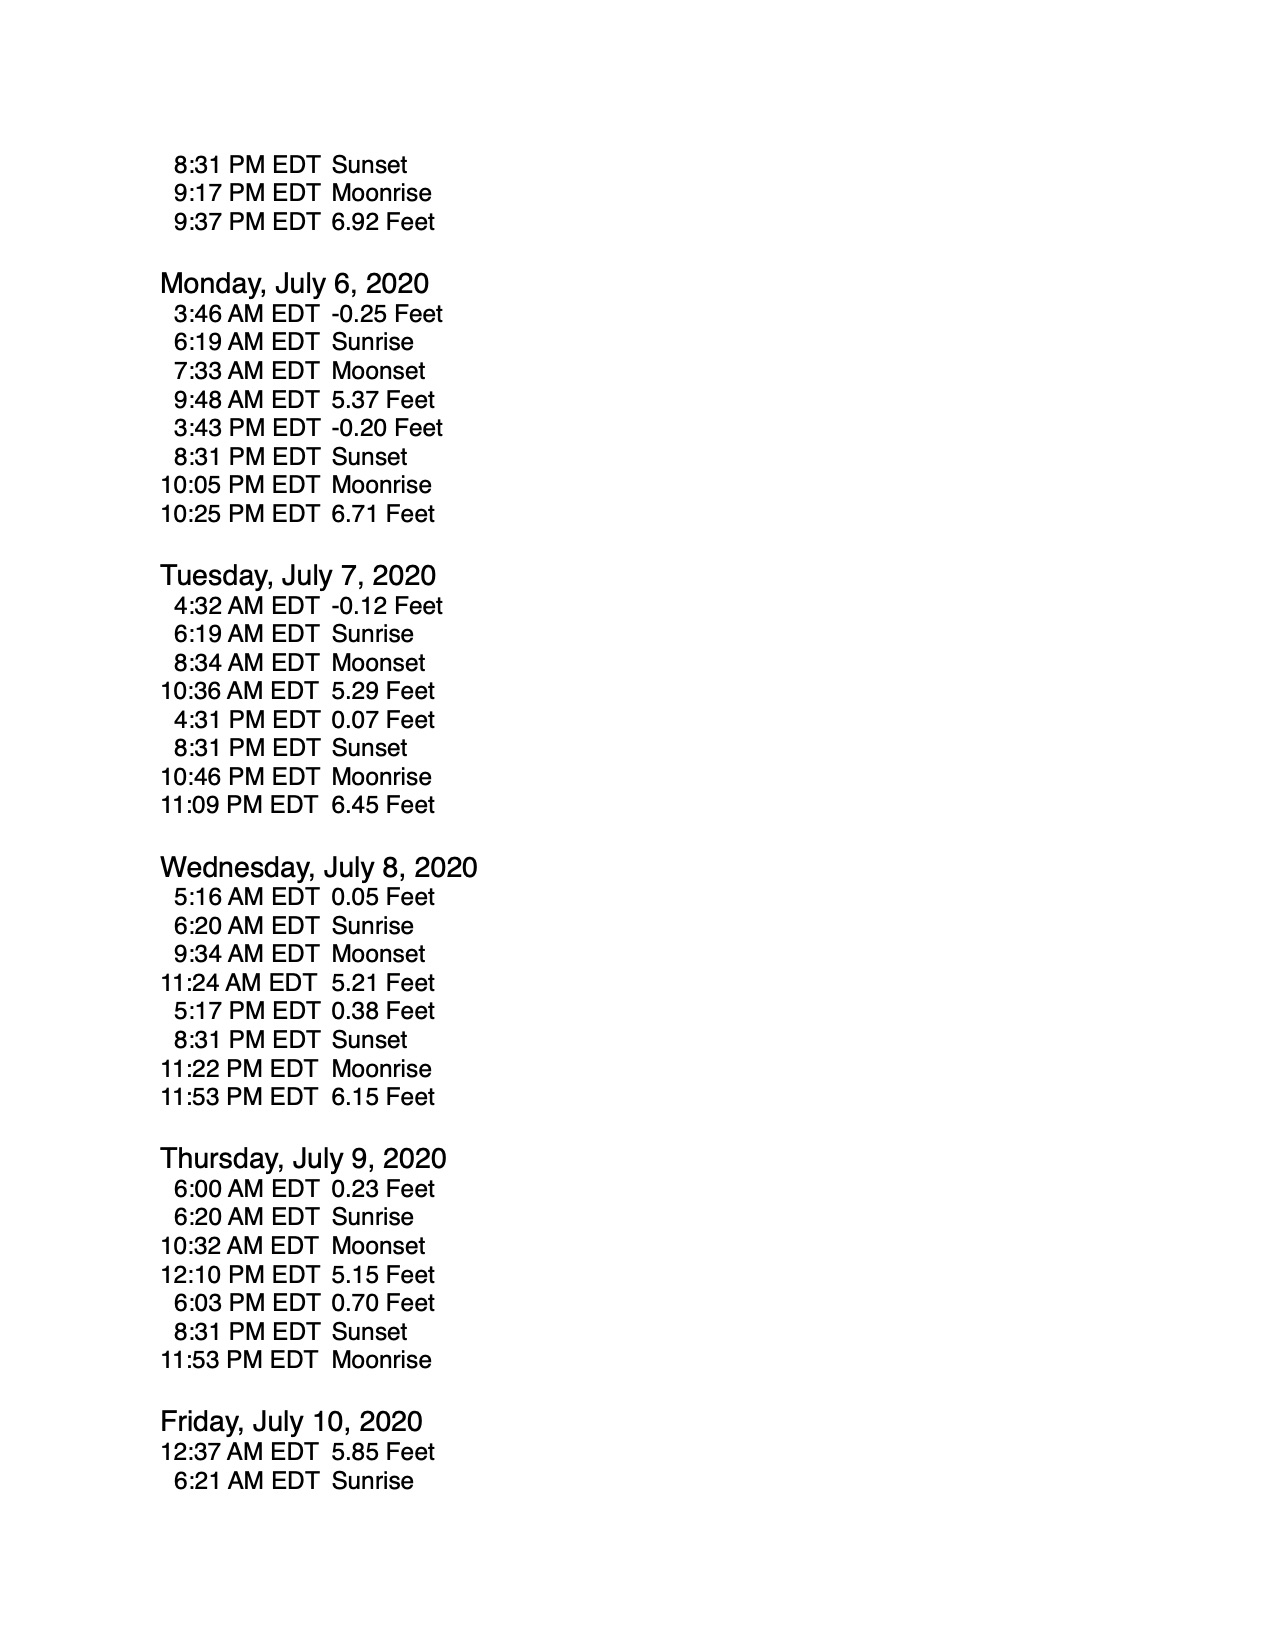 8:31 PM EDT Sunset
9:17 PM EDT Moonrise
9:37 PM EDT 6.92 Feet
Monday, July 6, 2020
3:46 AM EDT -0.25 Feet
6:19 AM EDT Sunrise
7:33 AM EDT Moonset
9:48 AM EDT 5.37 Feet
3:43 PM EDT -0.20 Feet
8:31 PM EDT Sunset
10:05 PM EDT Moonrise
10:25 PM EDT 6.71 Feet
Tuesday, July 7, 2020
4:32 AM EDT -0.12 Feet
6:19 AM EDT Sunrise
8:34 AM EDT Moonset
10:36 AM EDT 5.29 Feet
4:31 PM EDT 0.07 Feet
8:31 PM EDT Sunset
10:46 PM EDT Moonrise
11:09 PM EDT 6.45 Feet
Wednesday, July 8, 2020
5:16 AM EDT 0.05 Feet
6:20 AM EDT Sunrise
9:34 AM EDT Moonset
11:24 AM EDT 5.21 Feet
5:17 PM EDT 0.38 Feet
8:31 PM EDT Sunset
11:22 PM EDT Moonrise
11:53 PM EDT 6.15 Feet
Thursday, July 9, 2020
6:00 AM EDT 0.23 Feet
6:20 AM EDT Sunrise
10:32 AM EDT Moonset
12:10 PM EDT 5.15 Feet
6:03 PM EDT 0.70 Feet
8:31 PM EDT Sunset
11:53 PM EDT Moonrise
Friday, July 10, 2020
12:37 AM EDT 5.85 Feet
6:21 AM EDT Sunrise